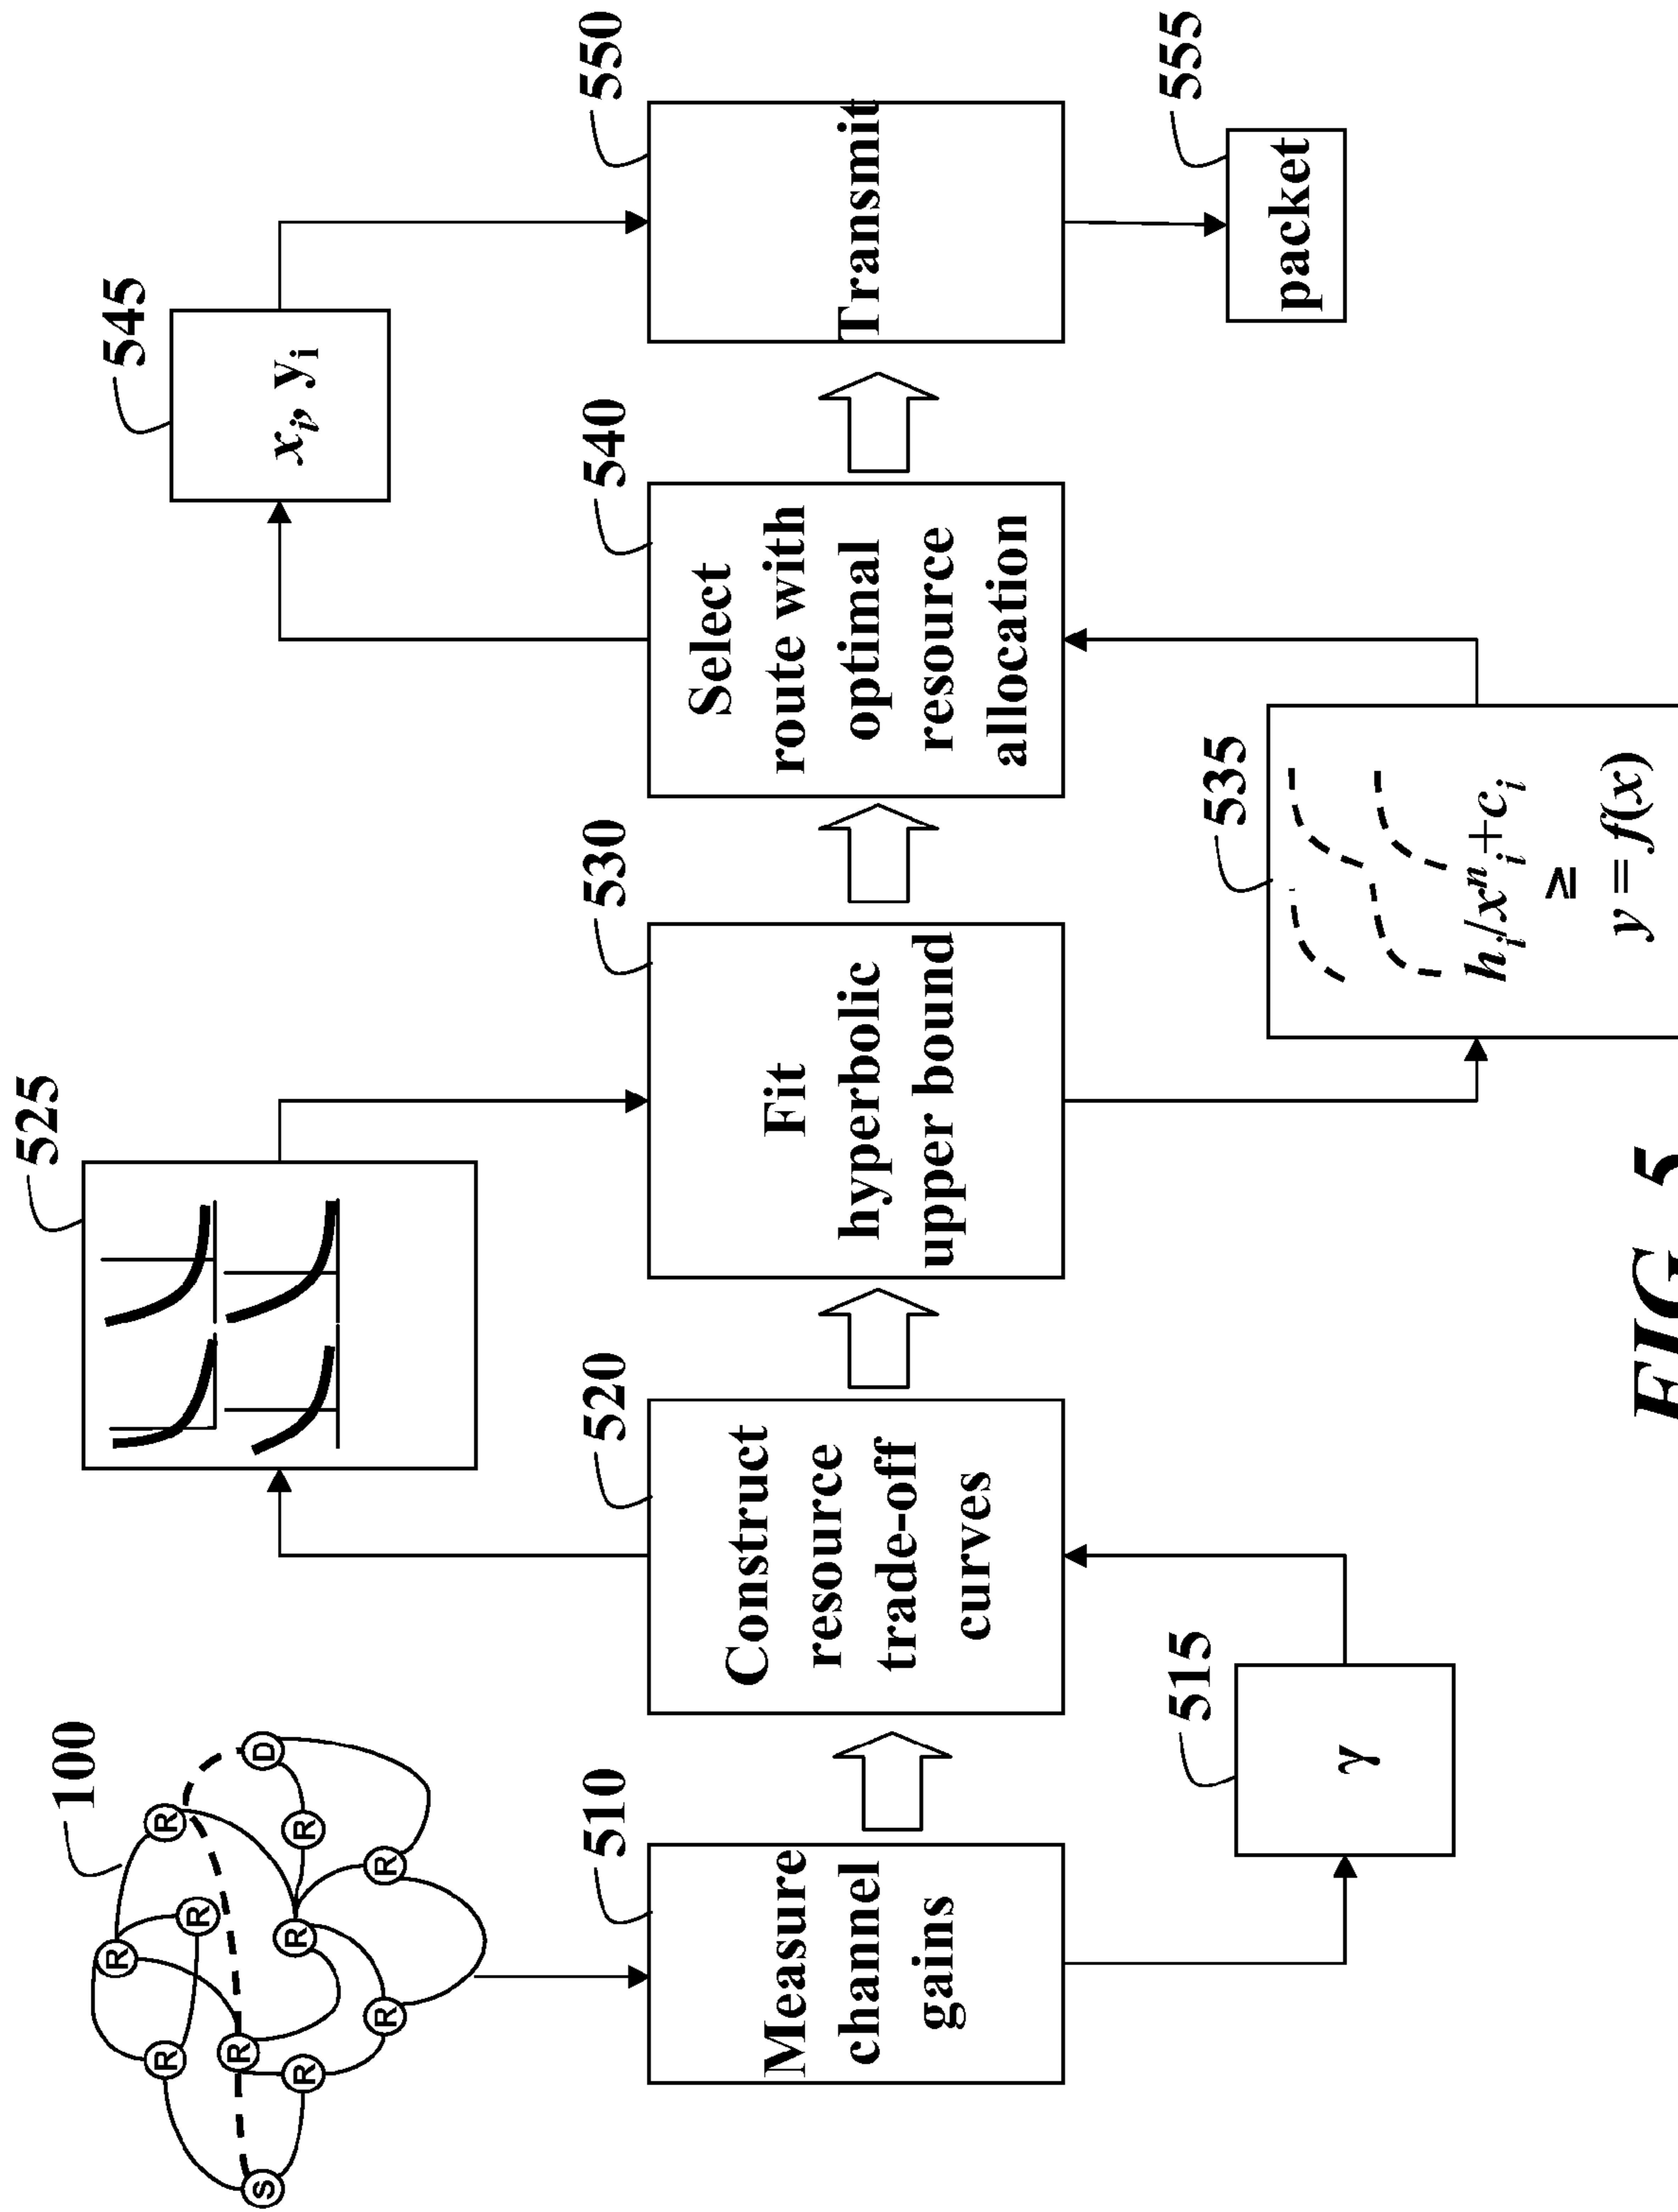 100
S
R
R
R
R
R
R
R
R
R
R
D
510
Measure
channel
gains
515
γ
520
Construct
resource
trade-off
curves
525
530
Fit
hyperbolic
upper bound
535
h_i/x^n_i+c_i
≥
y = f(x)
540
Select
route with
optimal
resource
allocation
545
x_i, y_i
550
Transmit
555
packet
FIG. 5